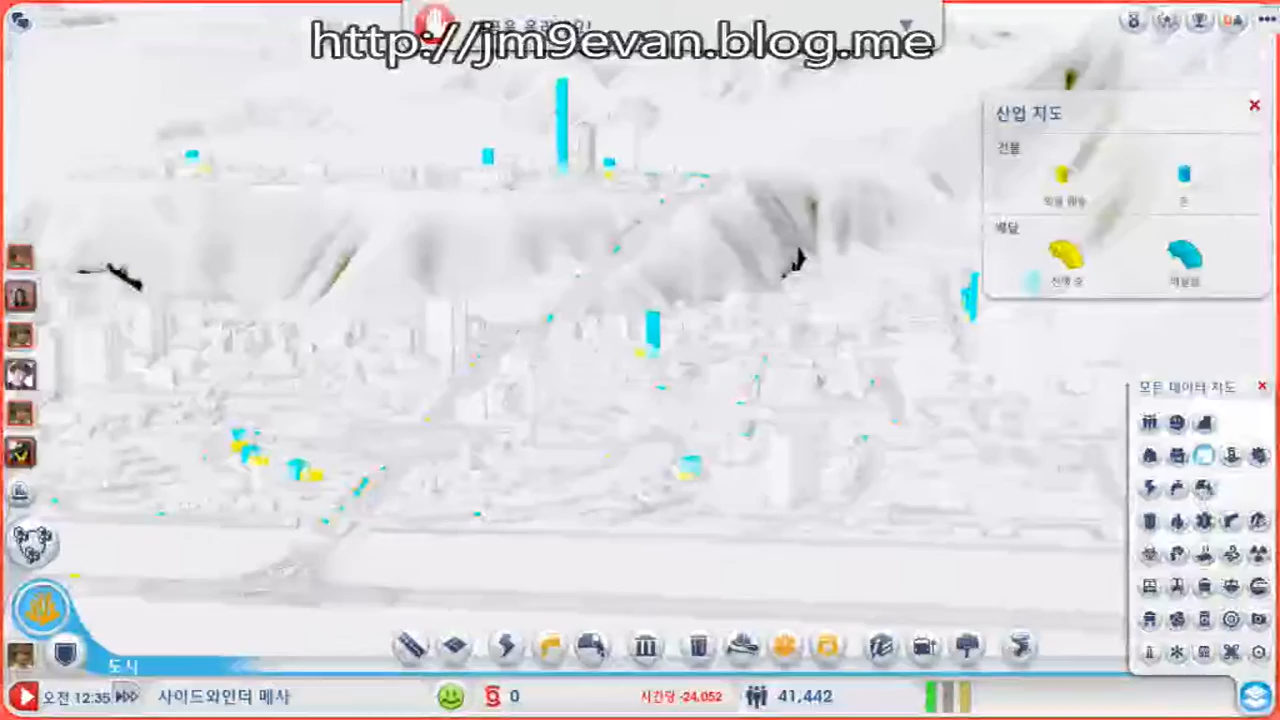 http://jm9evan.blog.me
산업 지도
건물
배달
모든 데이터 지도
도시
오전 12:35
사이드와인더 메사
0
시간당 -24,052
41,442